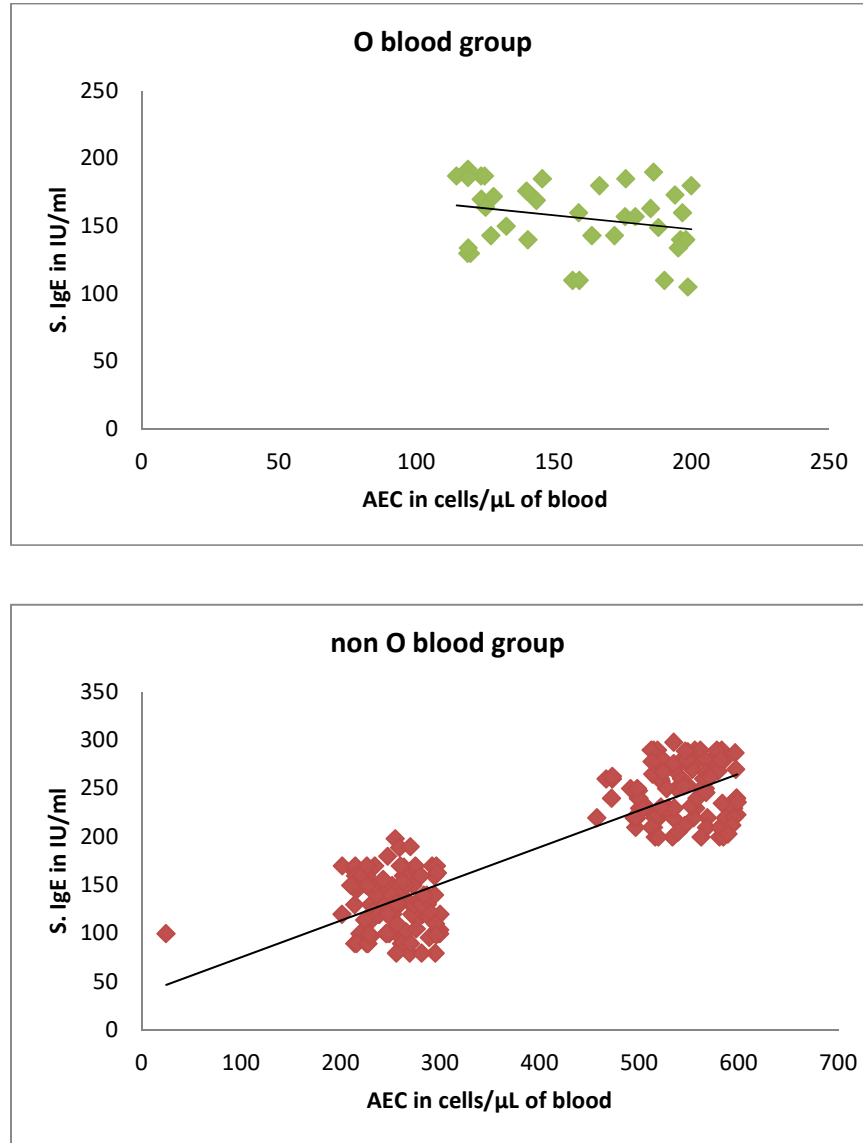 O blood group
250
200
150
100
50
0
S. IgE in IU/ml
0 50 100 150 200 250
AEC in cells/µL of blood
non O blood group
350
300
250
200
150
100
50
0
S. IgE in IU/ml
0 100 200 300 400 500 600 700
AEC in cells/µL of blood